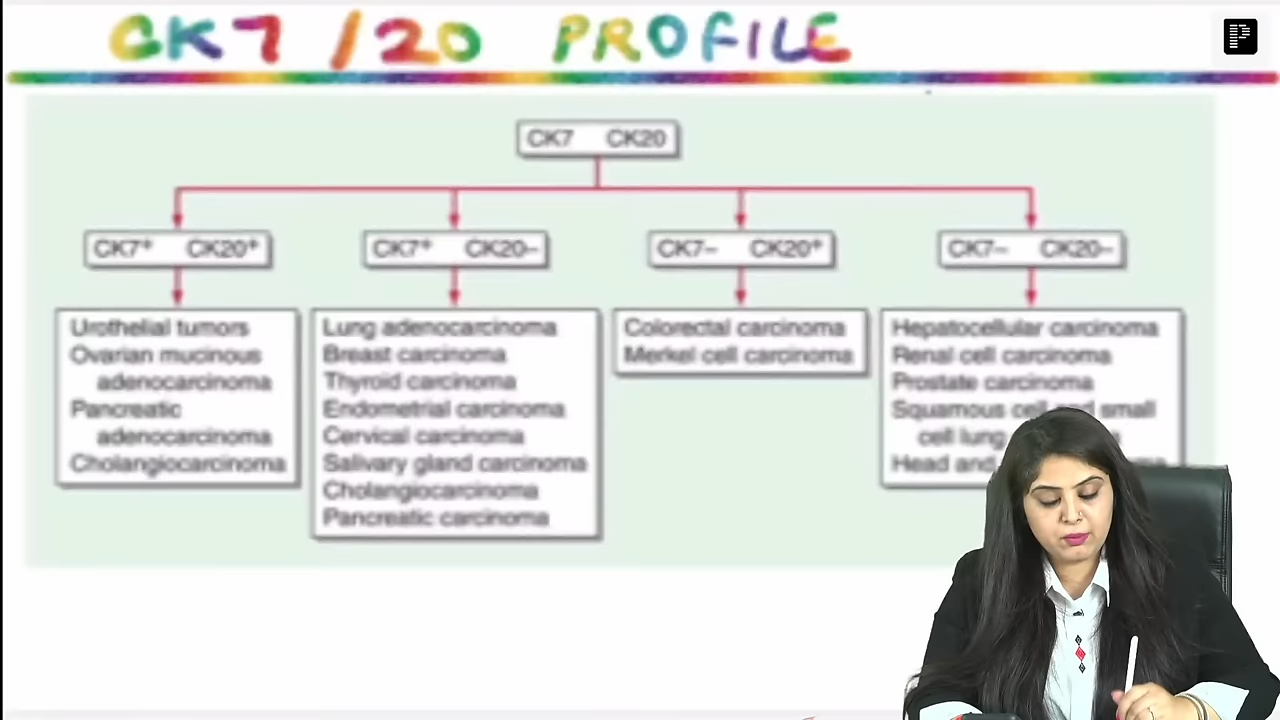 CK7 /20 PROFILE
P
CK7 CK20
CK7+ CK20+
CK7+ CK20–
CK7– CK20+
CK7– CK20–
Urothelial tumors
Ovarian mucinous
adenocarcinoma
Pancreatic
adenocarcinoma
Cholangiocarcinoma
Lung adenocarcinoma
Breast carcinoma
Thyroid carcinoma
Endometrial carcinoma
Cervical carcinoma
Salivary gland carcinoma
Cholangiocarcinoma
Pancreatic carcinoma
Colorectal carcinoma
Merkel cell carcinoma
Hepatocellular carcinoma
Renal cell carcinoma
Prostate carcinoma
Squamous cell and small
cell lung
Head and